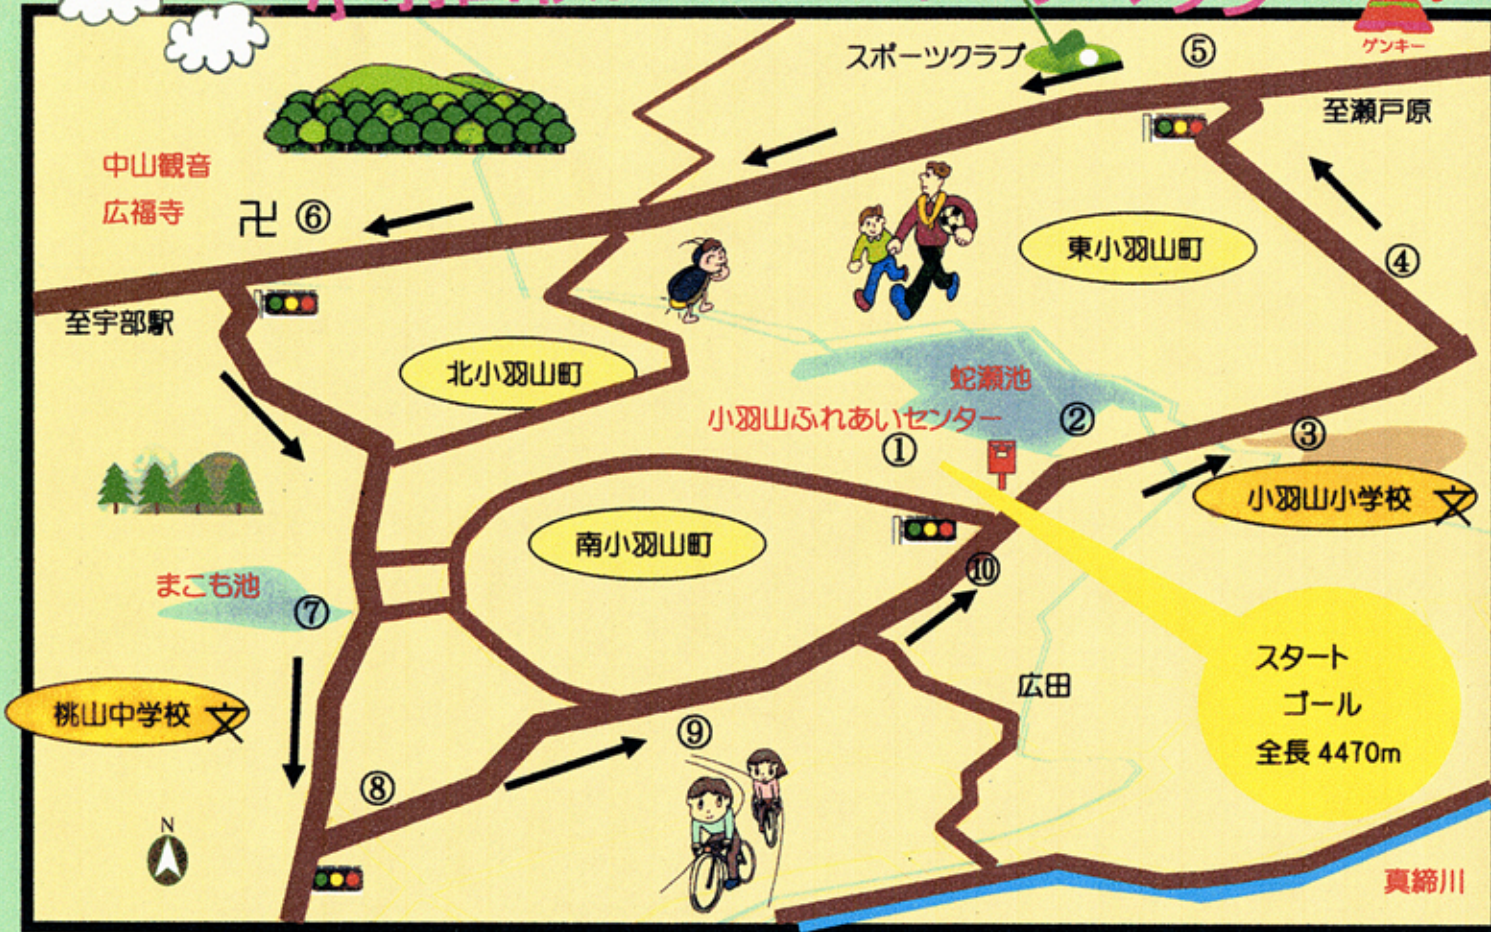 スポーツクラブ
⑤
ゲンキー
至瀬戸原
中山観音
広福寺
卍
⑥
東小羽山町
④
至宇部駅
北小羽山町
蛇瀬池
小羽山ふれあいセンター
②
①
③
小羽山小学校
文
南小羽山町
⑩
まこも池
⑦
スタート
ゴール
全長 4470m
広田
桃山中学校
文
⑨
⑧
N
真締川